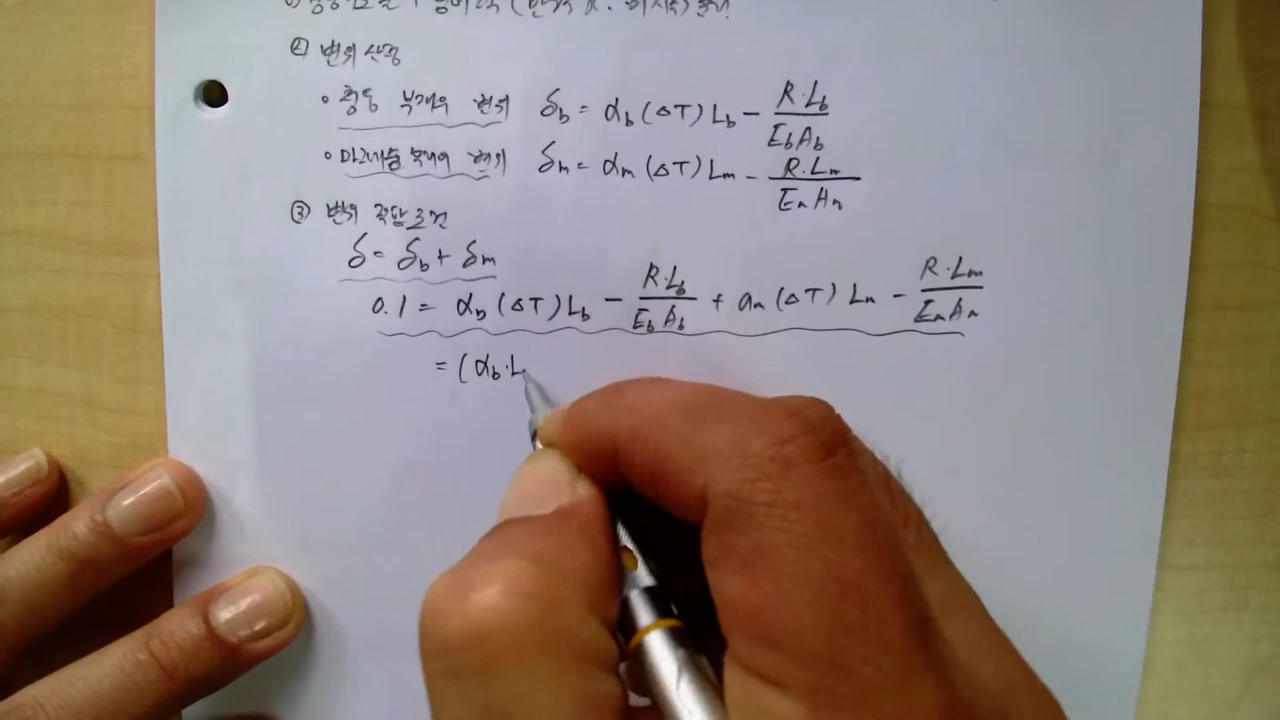 ② 변위 산정
• 청동 부재의 변위 δb = αb (ΔT) Lb − R·Lb / EbAb
• 마그네슘 부재의 변위 δm = αm (ΔT) Lm − R·Lm / EmAm
③ 변위 적합조건
δ = δb + δm
0.1 = αb (ΔT) Lb − R·Lb / EbAb + αm (ΔT) Lm − R·Lm / EmAm
= (αb·L